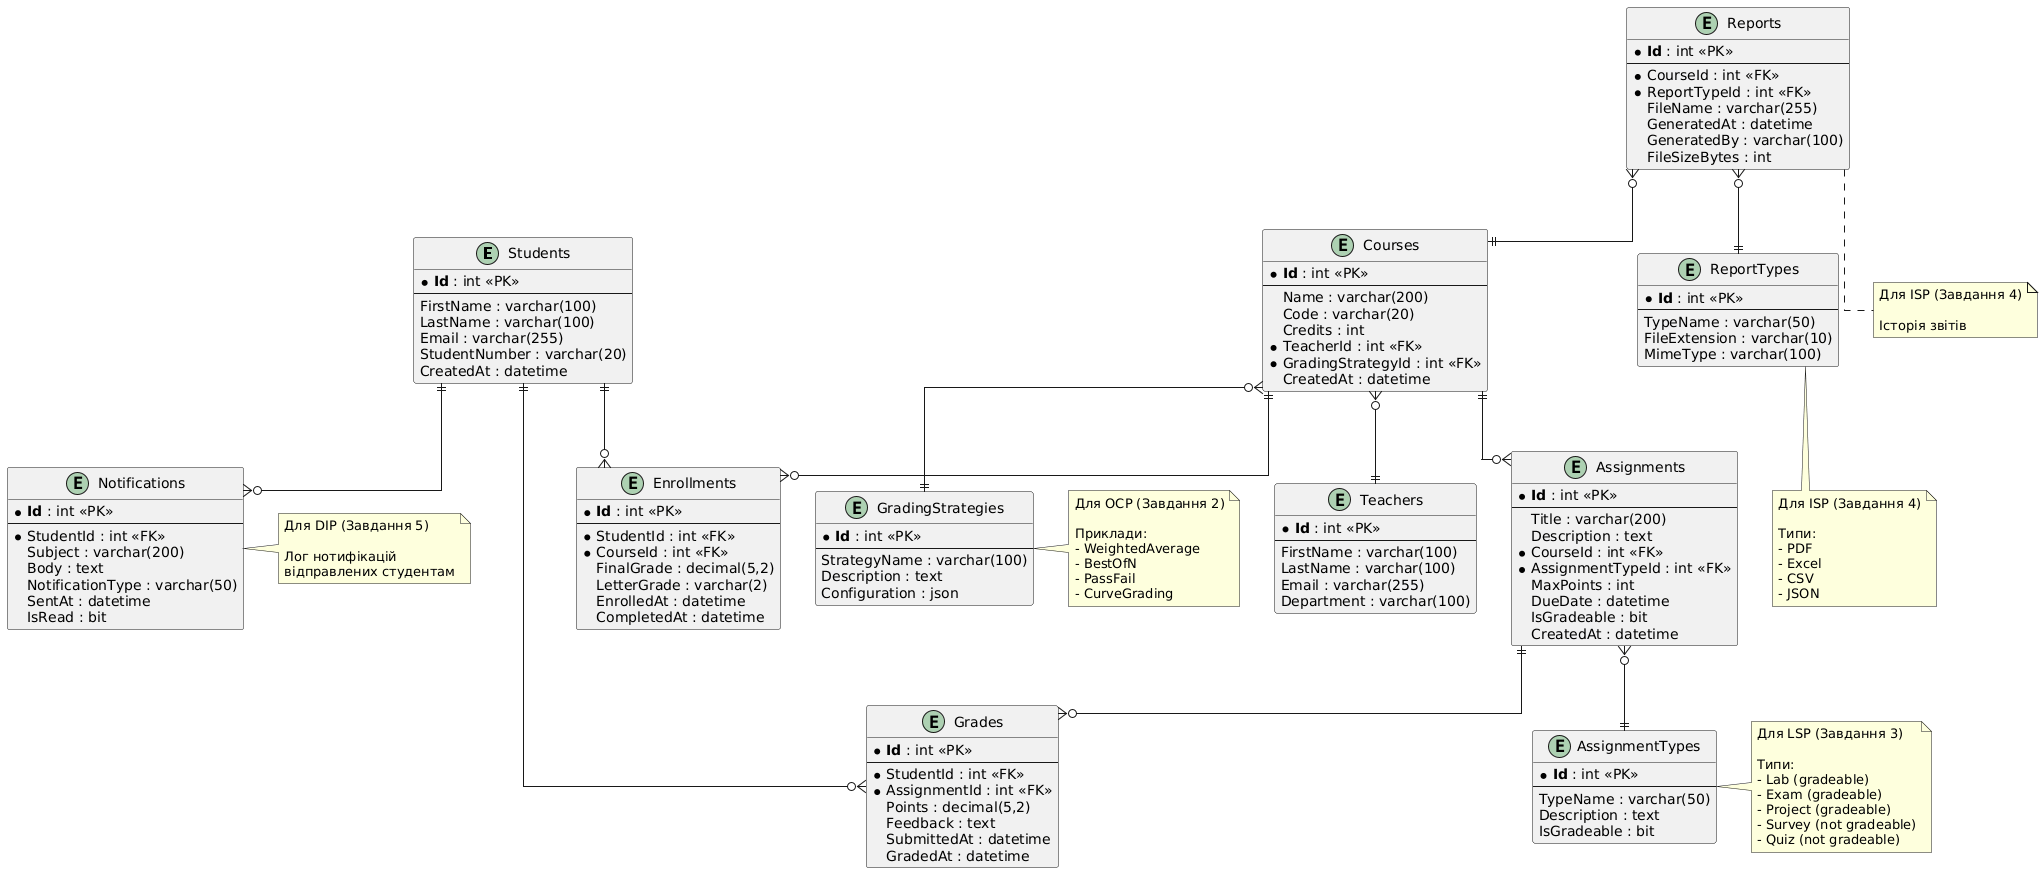 E Reports
Id : int «PK»
CourseId : int «FK»
ReportTypeId : int «FK»
FileName : varchar(255)
GeneratedAt : datetime
GeneratedBy : varchar(100)
FileSizeBytes : int
E Students
Id : int «PK»
FirstName : varchar(100)
LastName : varchar(100)
Email : varchar(255)
StudentNumber : varchar(20)
CreatedAt : datetime
E Courses
Id : int «PK»
Name : varchar(200)
Code : varchar(20)
Credits : int
TeacherId : int «FK»
GradingStrategyId : int «FK»
CreatedAt : datetime
E ReportTypes
Id : int «PK»
TypeName : varchar(50)
FileExtension : varchar(10)
MimeType : varchar(100)
Для ISP (Завдання 4)
Історія звітів
E Notifications
Id : int «PK»
StudentId : int «FK»
Subject : varchar(200)
Body : text
NotificationType : varchar(50)
SentAt : datetime
IsRead : bit
Для DIP (Завдання 5)
Лог нотифікацій
відправлених студентам
E Enrollments
Id : int «PK»
StudentId : int «FK»
CourseId : int «FK»
FinalGrade : decimal(5,2)
LetterGrade : varchar(2)
EnrolledAt : datetime
CompletedAt : datetime
E GradingStrategies
Id : int «PK»
StrategyName : varchar(100)
Description : text
Configuration : json
Для OCP (Завдання 2)
Приклади:
- WeightedAverage
- BestOfN
- PassFail
- CurveGrading
E Teachers
Id : int «PK»
FirstName : varchar(100)
LastName : varchar(100)
Email : varchar(255)
Department : varchar(100)
E Assignments
Id : int «PK»
Title : varchar(200)
Description : text
CourseId : int «FK»
AssignmentTypeId : int «FK»
MaxPoints : int
DueDate : datetime
IsGradeable : bit
CreatedAt : datetime
Для ISP (Завдання 4)
Типи:
- PDF
- Excel
- CSV
- JSON
E Grades
Id : int «PK»
StudentId : int «FK»
AssignmentId : int «FK»
Points : decimal(5,2)
Feedback : text
SubmittedAt : datetime
GradedAt : datetime
E AssignmentTypes
Id : int «PK»
TypeName : varchar(50)
Description : text
IsGradeable : bit
Для LSP (Завдання 3)
Типи:
- Lab (gradeable)
- Exam (gradeable)
- Project (gradeable)
- Survey (not gradeable)
- Quiz (not gradeable)